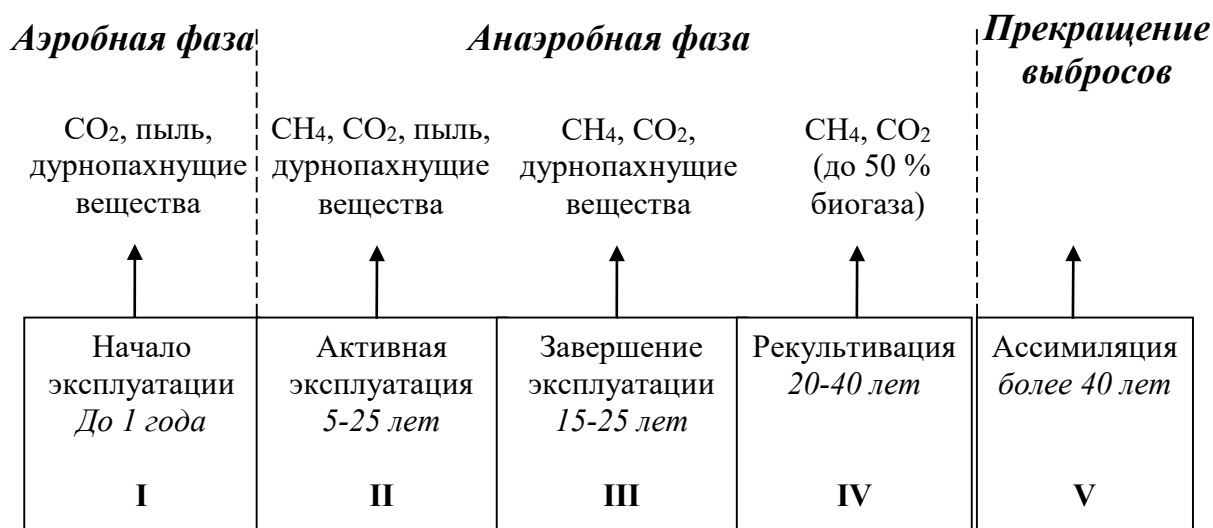 Аэробная фаза
Анаэробная фаза
Прекращение
выбросов
CO₂, пыль,
дурнопахнущие
вещества
CH₄, CO₂, пыль,
дурнопахнущие
вещества
CH₄, CO₂,
дурнопахнущие
вещества
CH₄, CO₂
(до 50 %
биогаза)
Начало
эксплуатации
До 1 года
I
Активная
эксплуатация
5-25 лет
II
Завершение
эксплуатации
15-25 лет
III
Рекультивация
20-40 лет
IV
Ассимиляция
более 40 лет
V